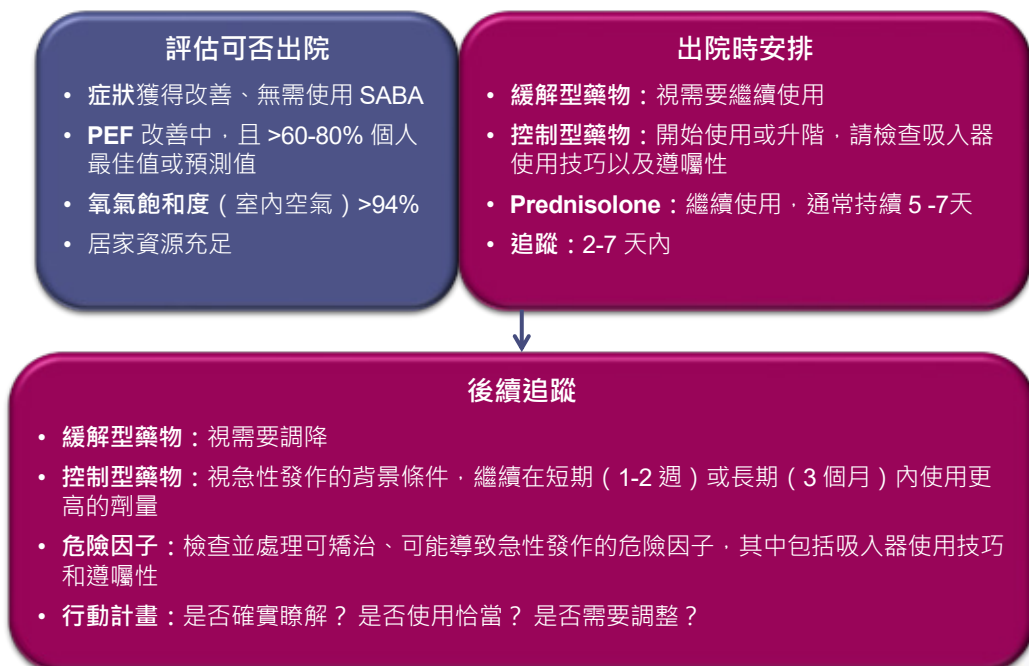 評估可否出院
• 症狀獲得改善、無需使用 SABA
• PEF 改善中，且 >60-80% 個人
最佳值或預測值
• 氧氣飽和度（室內空氣）>94%
• 居家資源充足
出院時安排
• 緩解型藥物：視需要繼續使用
• 控制型藥物：開始使用或升階，請檢查吸入器
使用技巧以及遵囑性
• Prednisolone：繼續使用，通常持續 5 -7天
• 追蹤：2-7 天內
後續追蹤
• 緩解型藥物：視需要調降
• 控制型藥物：視急性發作的背景條件，繼續在短期（1-2 週）或長期（3 個月）內使用更
高的劑量
• 危險因子：檢查並處理可矯治、可能導致急性發作的危險因子，其中包括吸入器使用技巧
和遵囑性
• 行動計畫：是否確實瞭解？ 是否使用恰當？ 是否需要調整？